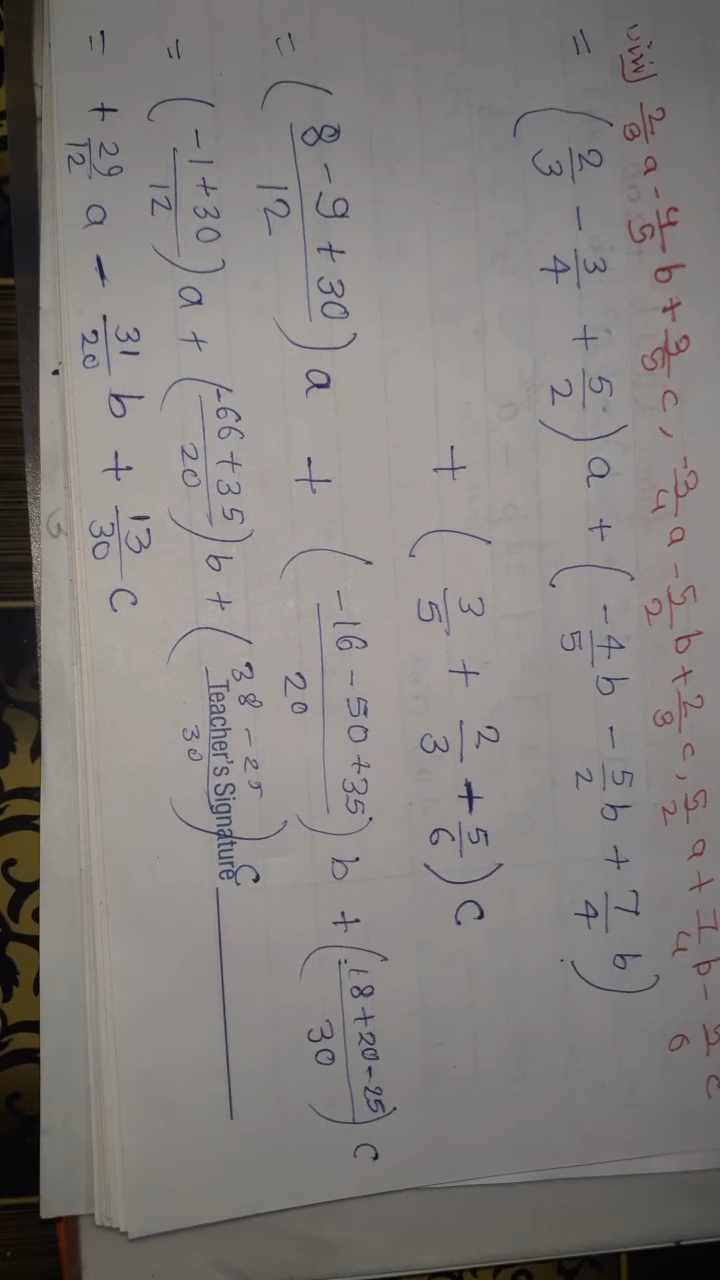 viii) 2/3 a - 4/5 b + 3/5 c, -3/4 a - 5/2 b + 2/3 c, 5/2 a + 7/4 b - 5/6 c
= (2/3 - 3/4 + 5/2) a + (-4/5 b - 5/2 b + 7/4 b)
+ (3/5 + 2/3 + 5/6) c
= (8 - 9 + 30 / 12) a + (-16 - 50 + 35 / 20) b + (18 + 20 - 25 / 30) c
= (-1 + 30 / 12) a + (-66 + 35 / 20) b + (38 - 25 / 30) c
Teacher's Signature
= + 29/12 a - 31/20 b + 13/30 c